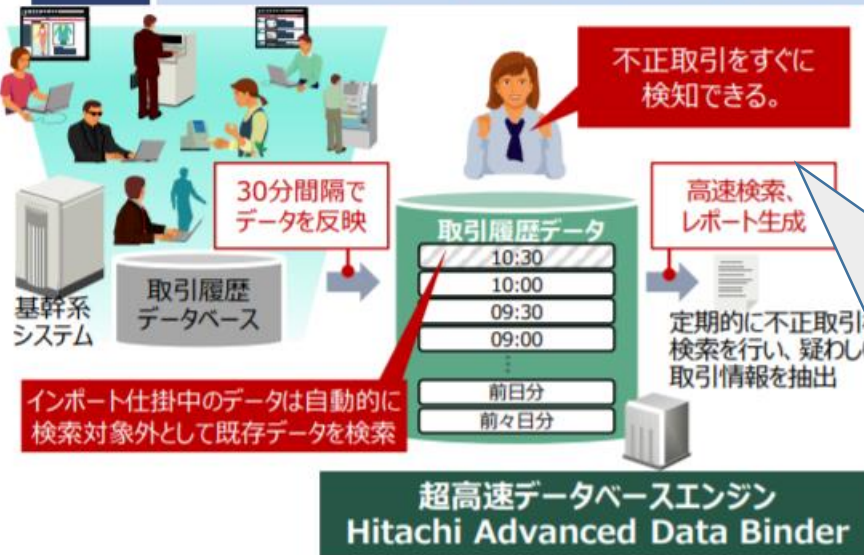 不正取引をすぐに
検知できる。
30分間隔で
データを反映
高速検索、
レポート生成
取引履歴データ
10:30
10:00
09:30
09:00
前日分
前々日分
基幹系
システム
取引履歴
データベース
定期的に不正取引
検索を行い、疑わし
取引情報を抽出
インポート仕掛中のデータは自動的に
検索対象外として既存データを検索
超高速データベースエンジン
Hitachi Advanced Data Binder